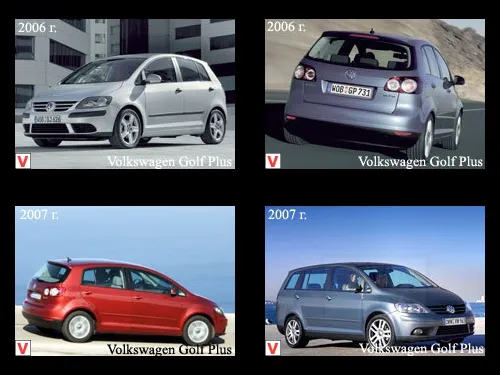 2006 г.
2006 г.
WOB:GP 731
V
Volkswagen Golf Plus
V
Volkswagen Golf Plus
2007 г.
2007 г.
V
Volkswagen Golf Plus
V
Volkswagen Golf Plus